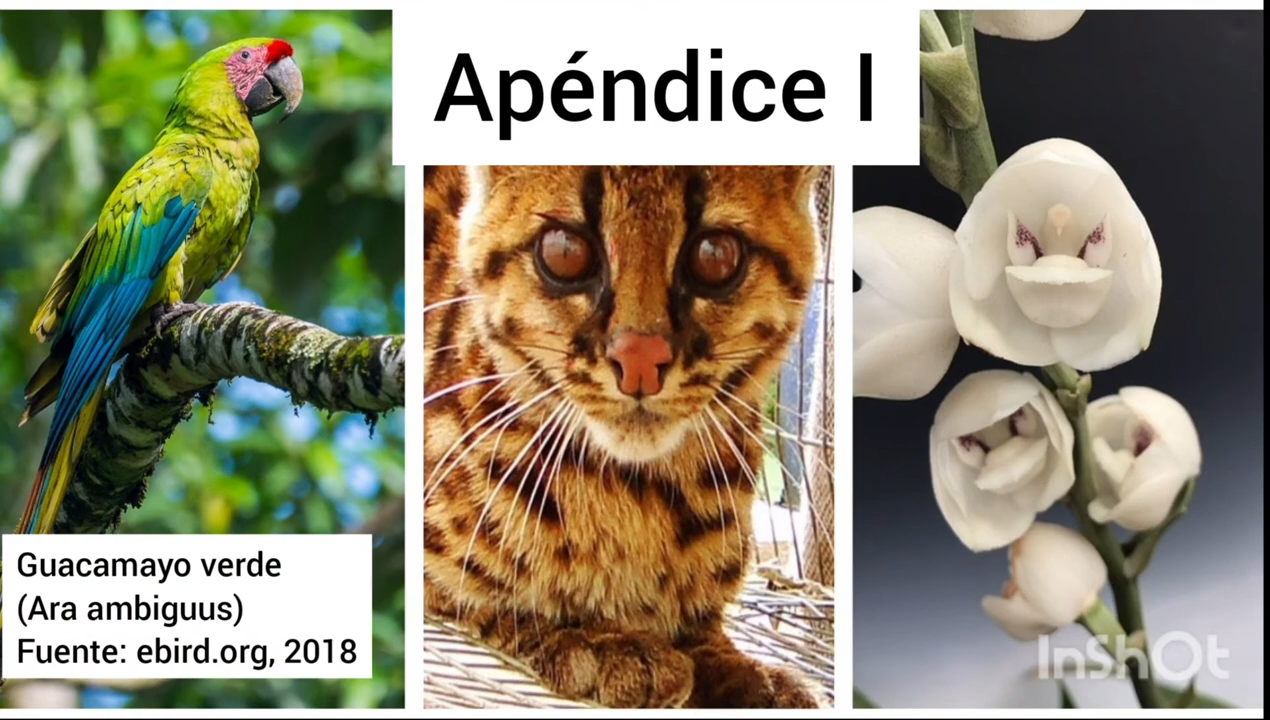 Apéndice I
Guacamayo verde
(Ara ambiguus)
Fuente: ebird.org, 2018
InShOt